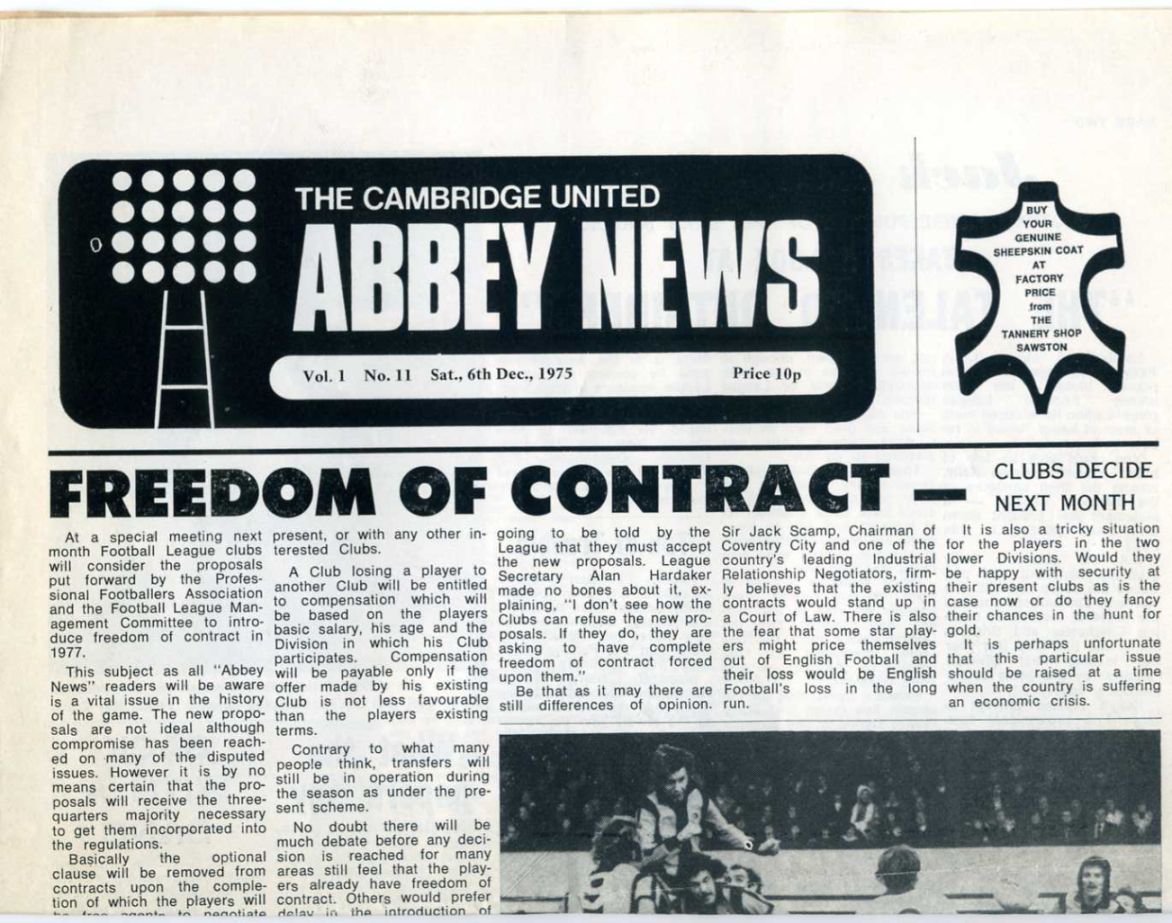 THE CAMBRIDGE UNITED
ABBEY NEWS
Vol. 1 No. 11 Sat., 6th Dec., 1975 Price 10p
BUY
YOUR
GENUINE
SHEEPSKIN COAT
AT
FACTORY
PRICE
from
THE
TANNERY SHOP
SAWSTON
FREEDOM OF CONTRACT —
CLUBS DECIDE
NEXT MONTH
At a special meeting next
month Football League clubs
will consider the proposals
put forward by the Profes-
sional Footballers Association
and the Football League Man-
agement Committee to intro-
duce freedom of contract in
1977.
This subject as all "Abbey
News" readers will be aware
is a vital issue in the history
of the game. The new propo-
sals are not ideal although
compromise has been reach-
ed on many of the disputed
issues. However it is by no
means certain that the pro-
posals will receive the three-
quarters majority necessary
to get them incorporated into
the regulations.
Basically the optional
clause will be removed from
contracts upon the comple-
tion of which the players will
be free agents to negotiate
present, or with any other in-
terested Clubs.
A Club losing a player to
another Club will be entitled
to compensation which will
be based on the players
basic salary, his age and the
Division in which his Club
participates. Compensation
will be payable only if the
offer made by his existing
Club is not less favourable
than the players existing
terms.
Contrary to what many
people think, transfers will
still be in operation during
the season as under the pre-
sent scheme.
No doubt there will be
much debate before any deci-
sion is reached for many
areas still feel that the play-
ers already have freedom of
contract. Others would prefer
delay in the introduction of
going to be told by the
League that they must accept
the new proposals. League
Secretary Alan Hardaker
made no bones about it, ex-
plaining, "I don't see how the
Clubs can refuse the new pro-
posals. If they do, they are
asking to have complete
freedom of contract forced
upon them."
Be that as it may there are
still differences of opinion.
Sir Jack Scamp, Chairman of
Coventry City and one of the
country's leading Industrial
Relationship Negotiators, firm-
ly believes that the existing
contracts would stand up in
a Court of Law. There is also
the fear that some star play-
ers might price themselves
out of English Football and
their loss would be English
Football's loss in the long
run.
It is also a tricky situation
for the players in the two
lower Divisions. Would they
be happy with security at
their present clubs as is the
case now or do they fancy
their chances in the hunt for
gold.
It is perhaps unfortunate
that this particular issue
should be raised at a time
when the country is suffering
an economic crisis.